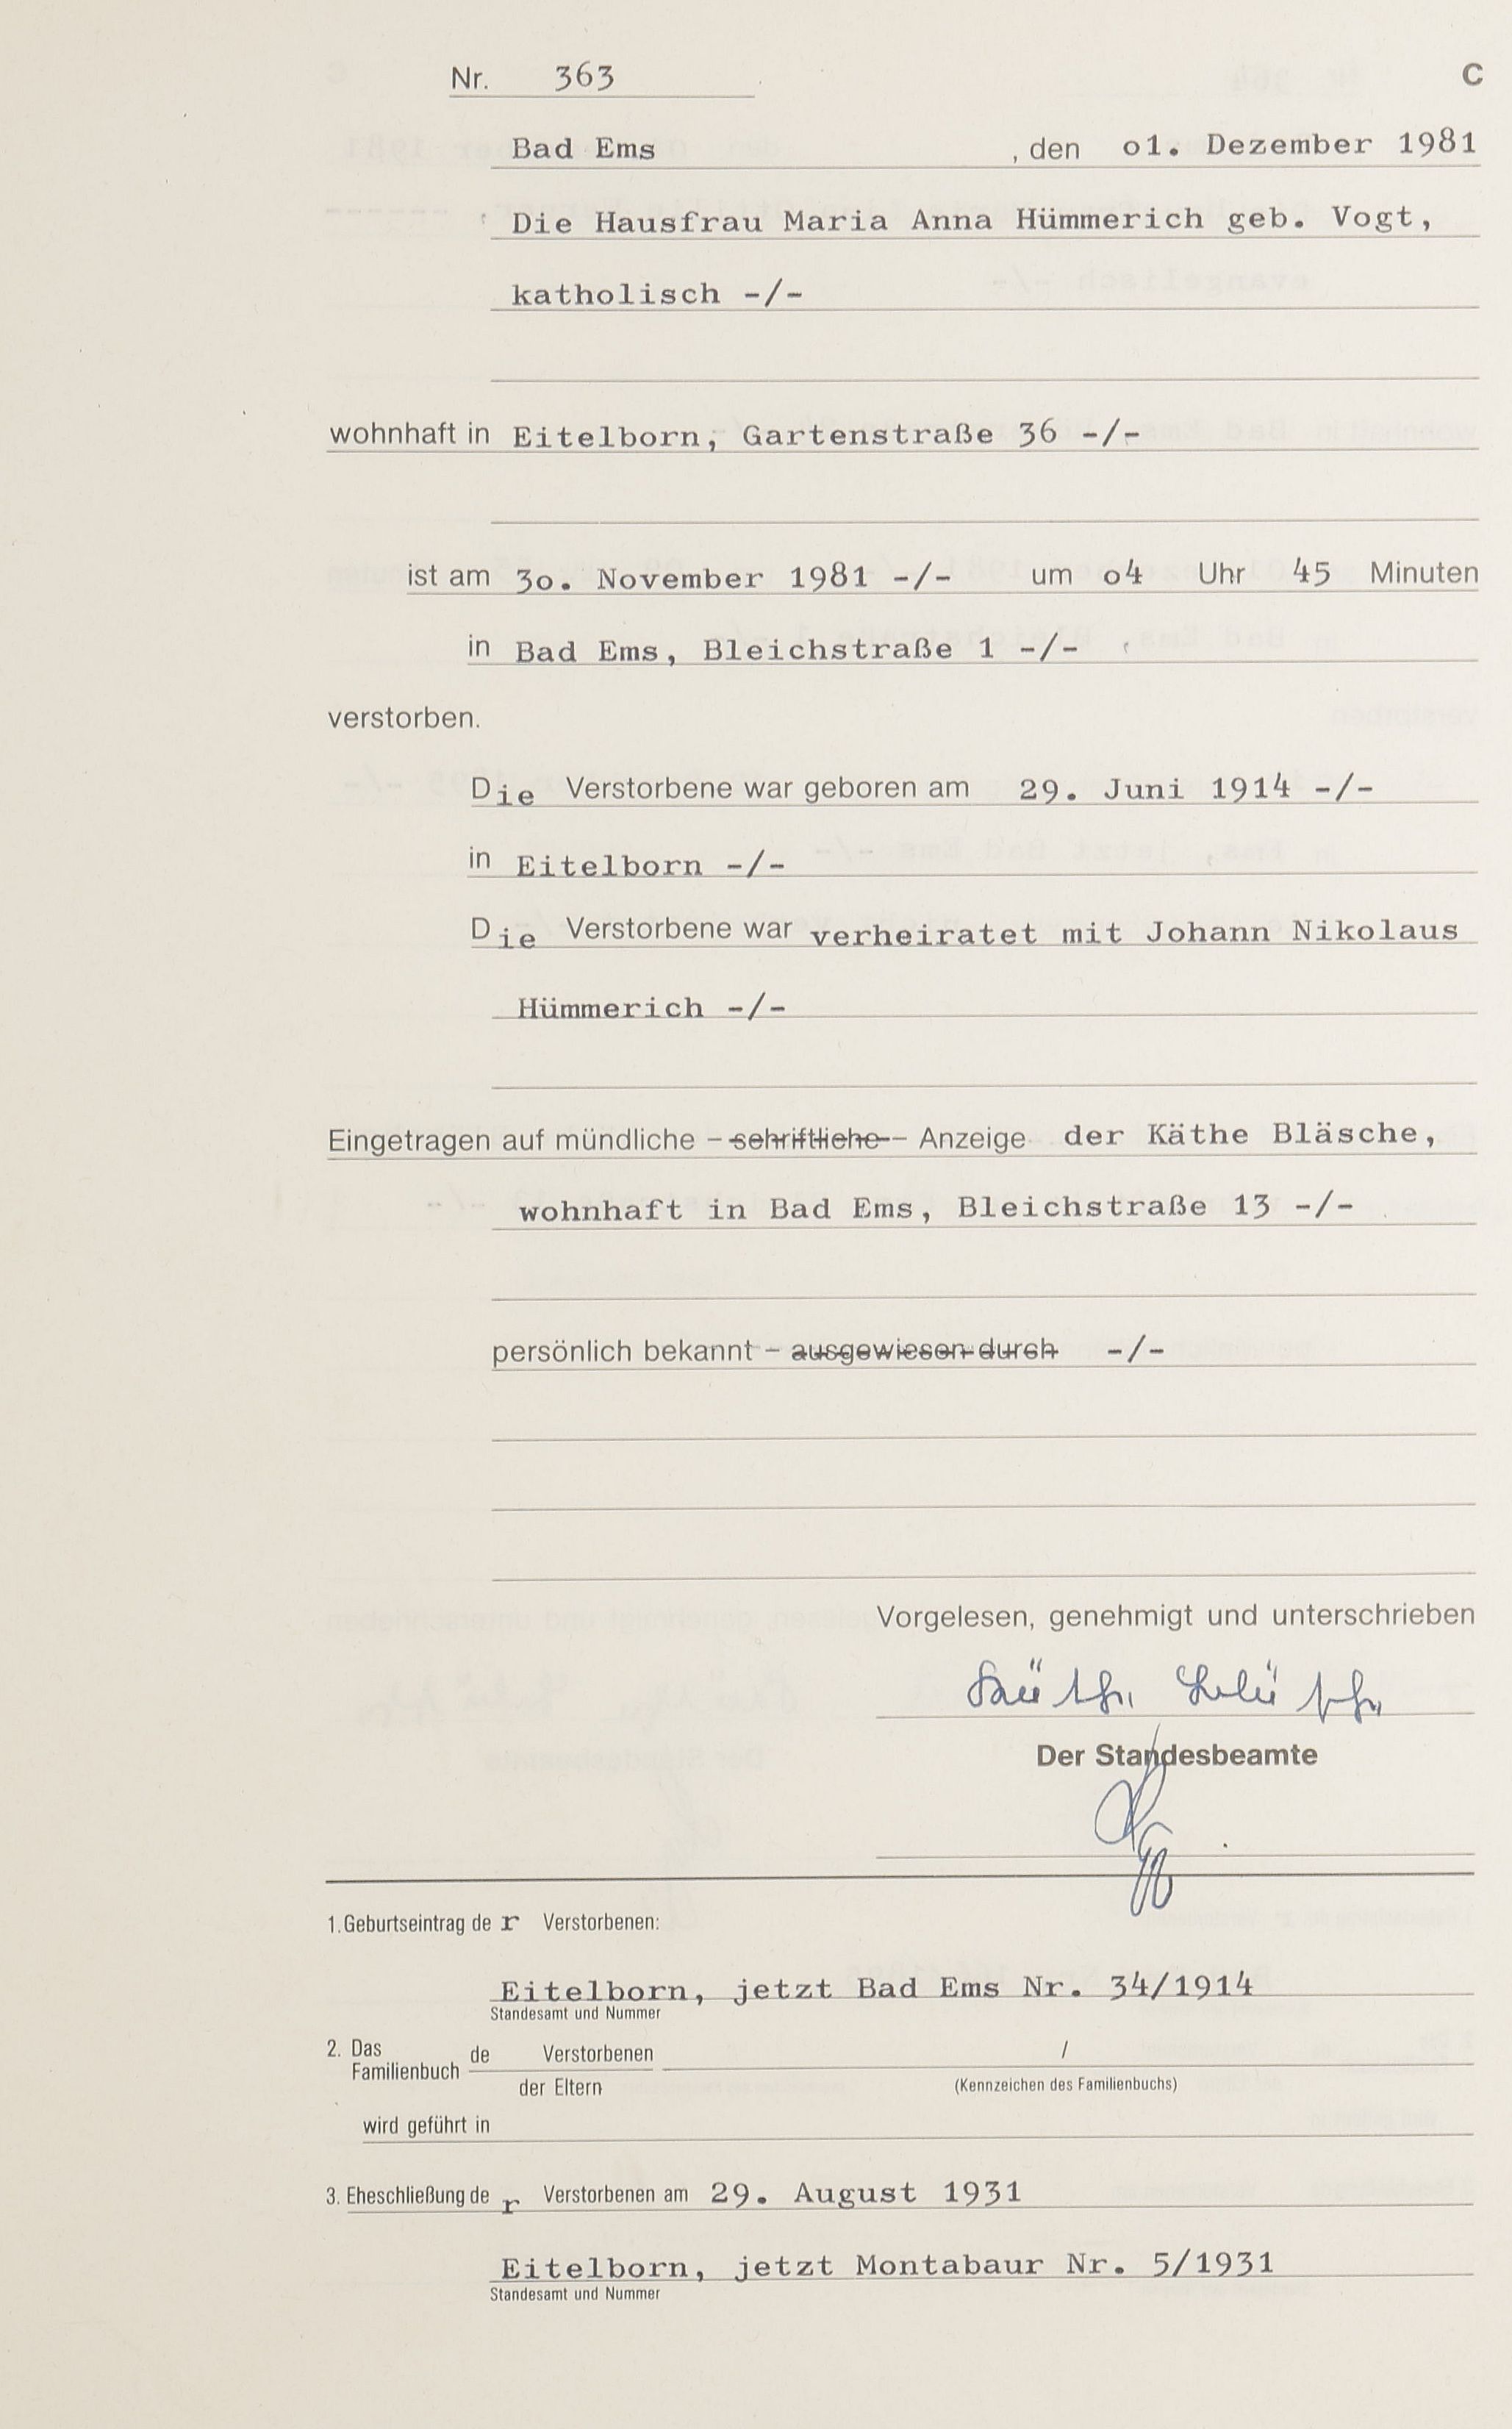 Nr. 363 C
Bad Ems , den o1. Dezember 1981
Die Hausfrau Maria Anna Hümmerich geb. Vogt,
katholisch -/-
wohnhaft in Eitelborn, Gartenstraße 36 -/-
ist am 3o. November 1981 -/- um o4 Uhr 45 Minuten
in Bad Ems, Bleichstraße 1 -/-
verstorben.
Die Verstorbene war geboren am 29. Juni 1914 -/-
in Eitelborn -/-
Die Verstorbene war verheiratet mit Johann Nikolaus
Hümmerich -/-
Eingetragen auf mündliche – schriftliche – Anzeige der Käthe Bläsche,
wohnhaft in Bad Ems, Bleichstraße 13 -/-
persönlich bekannt – ausgewiesen durch -/-
Vorgelesen, genehmigt und unterschrieben
Käthe Bläsche
Der Standesbeamte
1. Geburtseintrag de r Verstorbenen:
Eitelborn, jetzt Bad Ems Nr. 34/1914
Standesamt und Nummer
2. Das Familienbuch de Verstorbenen /
der Eltern (Kennzeichen des Familienbuchs)
wird geführt in
3. Eheschließung de r Verstorbenen am 29. August 1931
Eitelborn, jetzt Montabaur Nr. 5/1931
Standesamt und Nummer